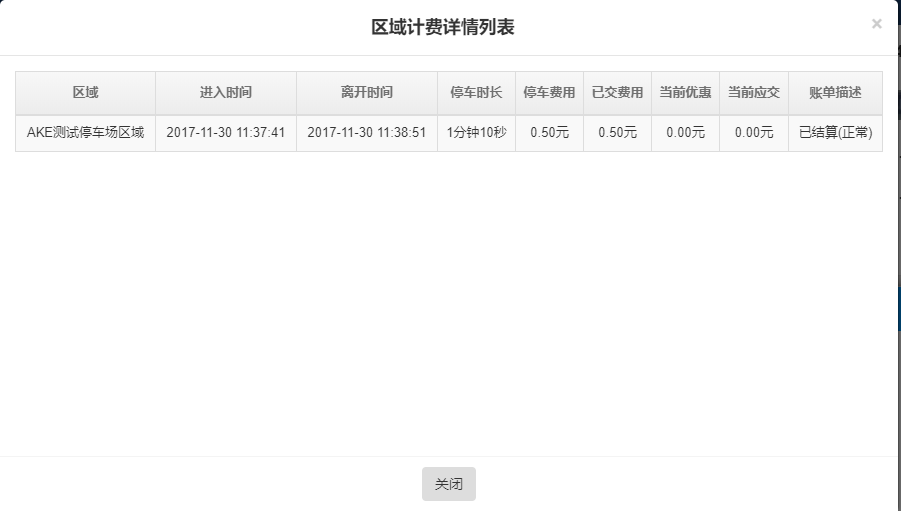 区域计费详情列表
×
区域 进入时间 离开时间 停车时长 停车费用 已交费用 当前优惠 当前应交 账单描述
AKE测试停车场区域 2017-11-30 11:37:41 2017-11-30 11:38:51 1分钟10秒 0.50元 0.50元 0.00元 0.00元 已结算(正常)
关闭